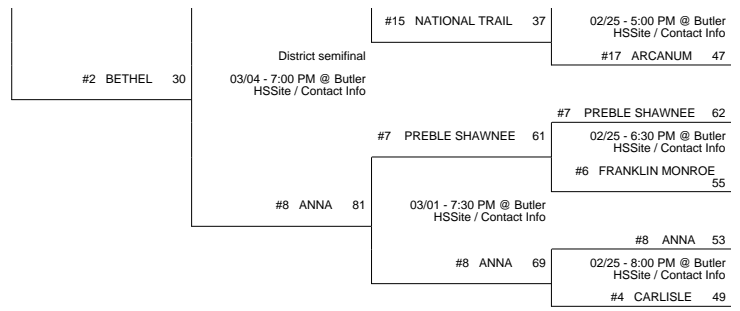 #15 NATIONAL TRAIL 37
02/25 - 5:00 PM @ Butler
HSSite / Contact Info
#17 ARCANUM 47
District semifinal
03/04 - 7:00 PM @ Butler
HSSite / Contact Info
#2 BETHEL 30
#7 PREBLE SHAWNEE 62
#7 PREBLE SHAWNEE 61
02/25 - 6:30 PM @ Butler
HSSite / Contact Info
#6 FRANKLIN MONROE
55
#8 ANNA 81
03/01 - 7:30 PM @ Butler
HSSite / Contact Info
#8 ANNA 53
#8 ANNA 69
02/25 - 8:00 PM @ Butler
HSSite / Contact Info
#4 CARLISLE 49